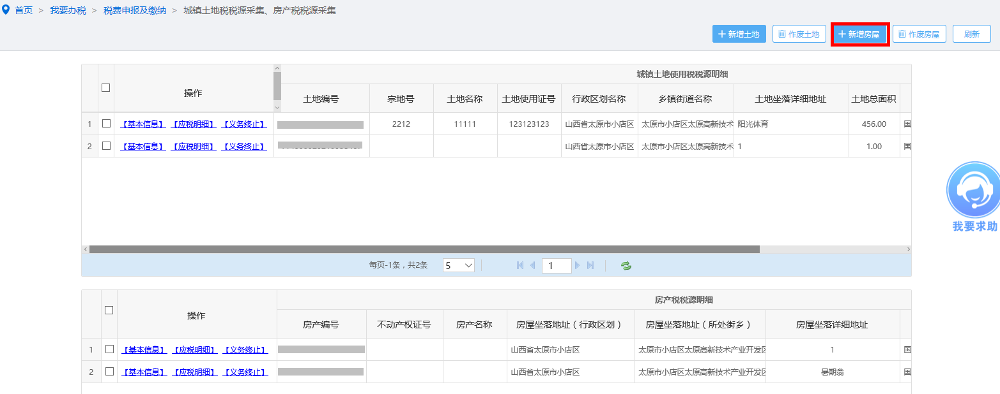 首页 > 我要办税 > 税费申报及缴纳 > 城镇土地税税源采集、房产税税源采集
新增土地 作废土地 新增房屋 作废房屋 刷新
城镇土地使用税税源明细
操作 土地编号 宗地号 土地名称 土地使用证号 行政区划名称 乡镇街道名称 土地坐落详细地址 土地总面积
1 【基本信息】 【应税明细】 【义务终止】 2212 11111 123123123 山西省太原市小店区 太原市小店区太原高新技术 阳光体育 456.00 国
2 【基本信息】 【应税明细】 【义务终止】 山西省太原市小店区 太原市小店区太原高新技术 1 1.00 国
我要求助
每页-1条，共2条 5 1
房产税税源明细
操作 房产编号 不动产权证号 房产名称 房屋坐落地址（行政区划） 房屋坐落地址（所处街乡） 房屋坐落详细地址
1 【基本信息】 【应税明细】 【义务终止】 山西省太原市小店区 太原市小店区太原高新技术产业开发区 1 国
2 【基本信息】 【应税明细】 【义务终止】 山西省太原市小店区 太原市小店区太原高新技术产业开发区 暑期翁 国